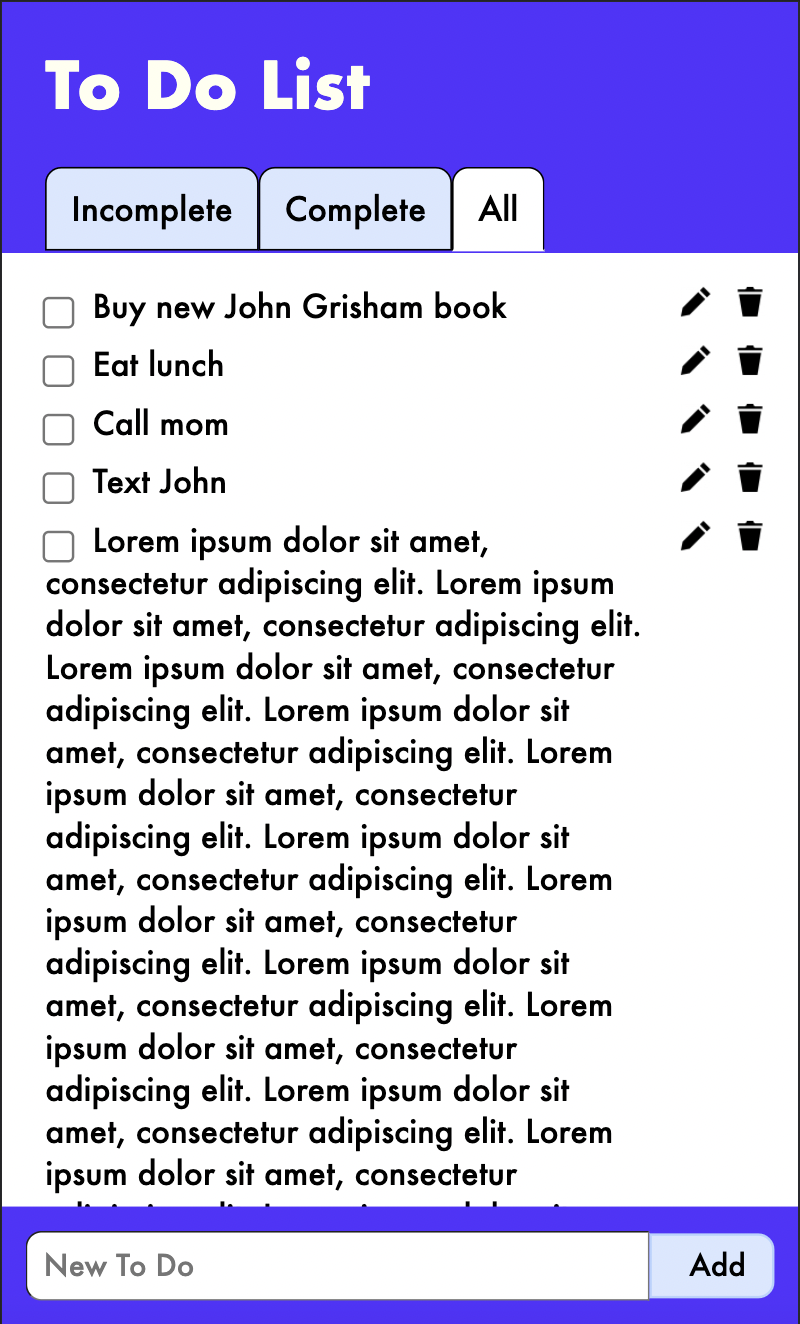 To Do List
Incomplete Complete All
Buy new John Grisham book
Eat lunch
Call mom
Text John
Lorem ipsum dolor sit amet,
consectetur adipiscing elit. Lorem ipsum
dolor sit amet, consectetur adipiscing elit.
Lorem ipsum dolor sit amet, consectetur
adipiscing elit. Lorem ipsum dolor sit
amet, consectetur adipiscing elit. Lorem
ipsum dolor sit amet, consectetur
adipiscing elit. Lorem ipsum dolor sit
amet, consectetur adipiscing elit. Lorem
ipsum dolor sit amet, consectetur
adipiscing elit. Lorem ipsum dolor sit
amet, consectetur adipiscing elit. Lorem
ipsum dolor sit amet, consectetur
adipiscing elit. Lorem ipsum dolor sit
amet, consectetur adipiscing elit. Lorem
ipsum dolor sit amet, consectetur
New To Do Add